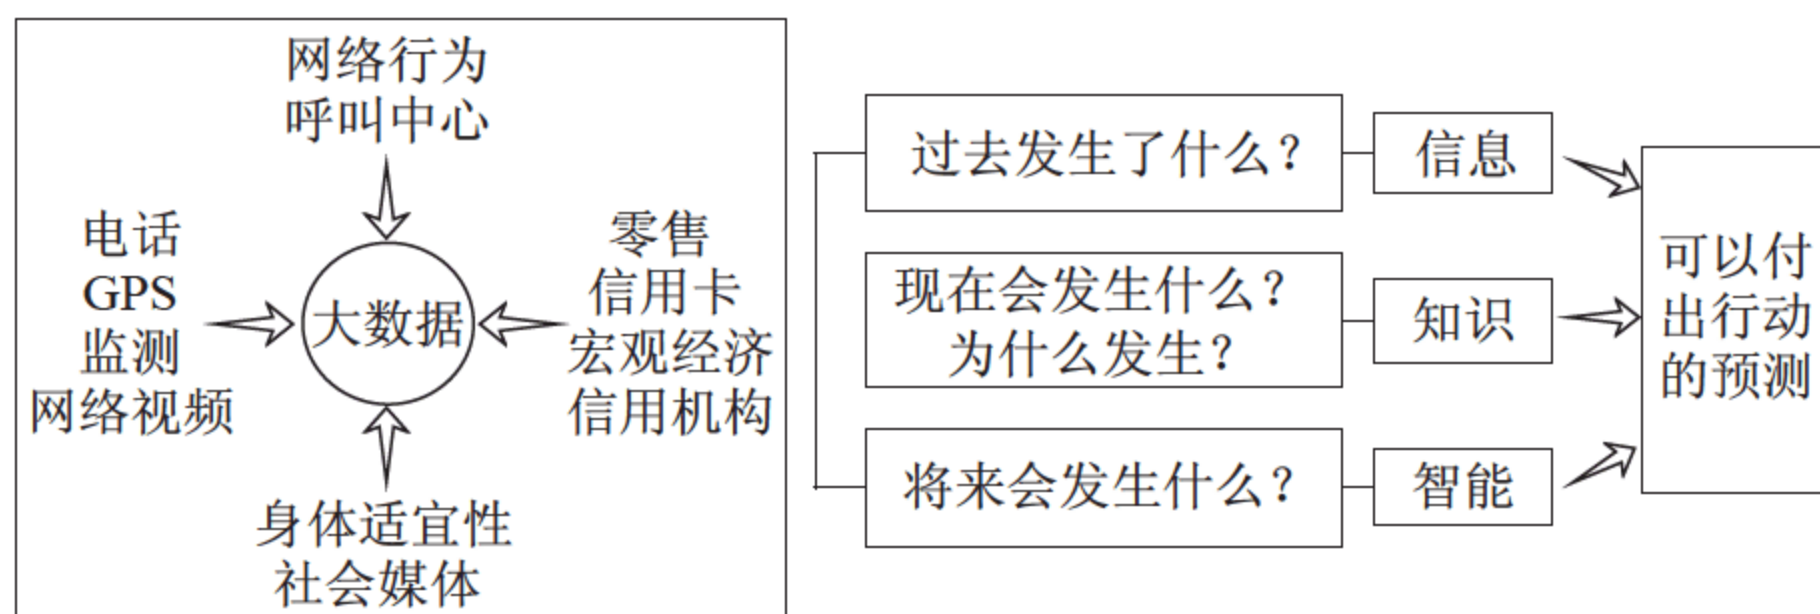 网络行为
呼叫中心
电话
GPS
监测
网络视频
大数据
零售
信用卡
宏观经济
信用机构
身体适宜性
社会媒体
过去发生了什么？
信息
现在会发生什么？
为什么发生？
知识
将来会发生什么？
智能
可以付
出行动
的预测